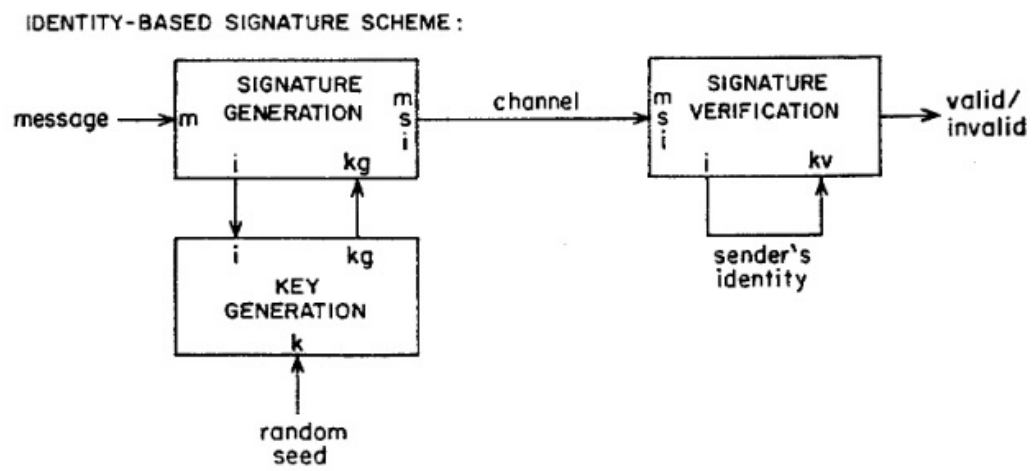 IDENTITY-BASED SIGNATURE SCHEME:
SIGNATURE
GENERATION
message
m
m
s
i
i
kg
channel
SIGNATURE
VERIFICATION
m
s
i
i
kv
valid/
invalid
sender's
identity
i
kg
KEY
GENERATION
k
random
seed